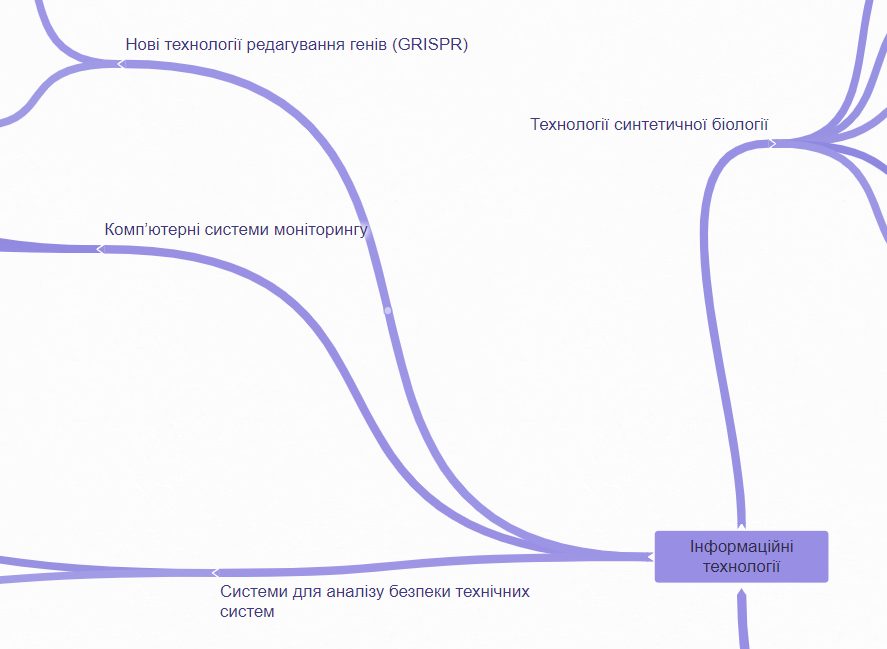 Нові технології редагування генів (GRISPR)
Технології синтетичної біології
Комп'ютерні системи моніторингу
Інформаційні
технології
Системи для аналізу безпеки технічних
систем